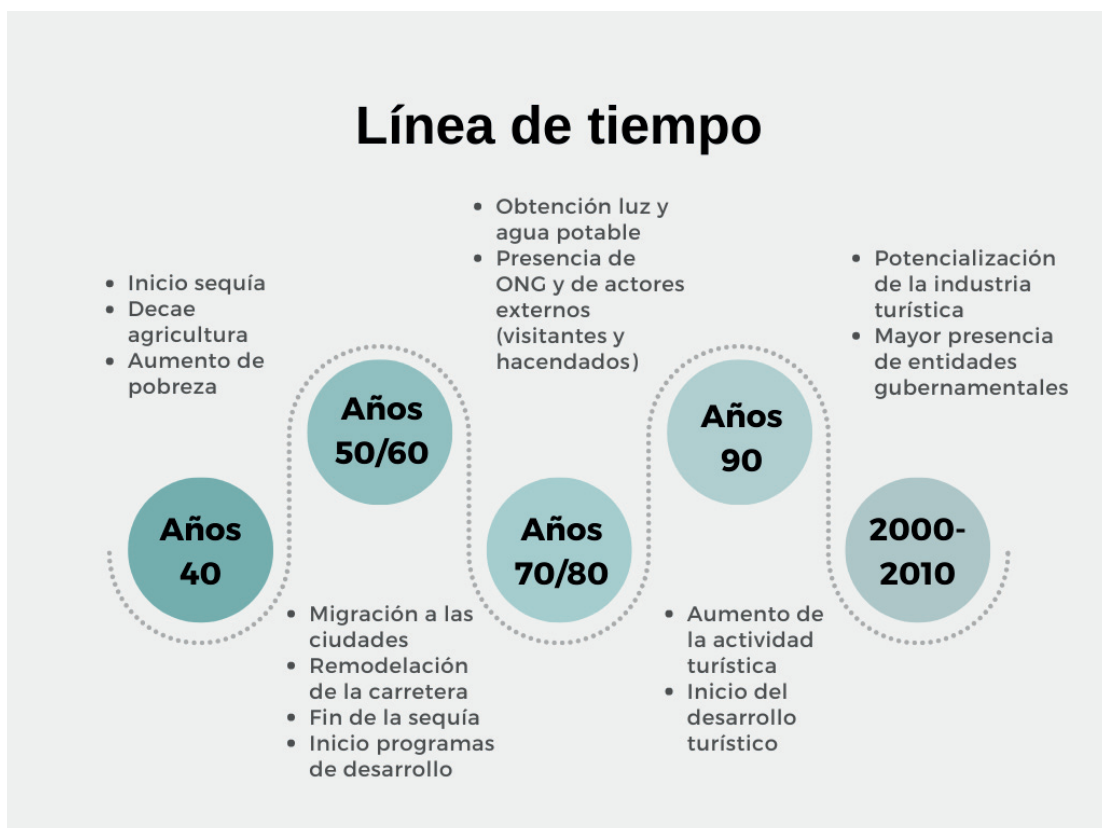 Línea de tiempo
• Inicio sequía
• Decae
agricultura
• Aumento de
pobreza
Años
40
Años
50/60
• Migración a las
ciudades
• Remodelación
de la carretera
• Fin de la sequía
• Inicio programas
de desarrollo
• Obtención luz y
agua potable
• Presencia de
ONG y de actores
externos
(visitantes y
hacendados)
Años
70/80
Años
90
• Aumento de
la actividad
turística
• Inicio del
desarrollo
turístico
• Potencialización
de la industria
turística
• Mayor presencia
de entidades
gubernamentales
2000-
2010